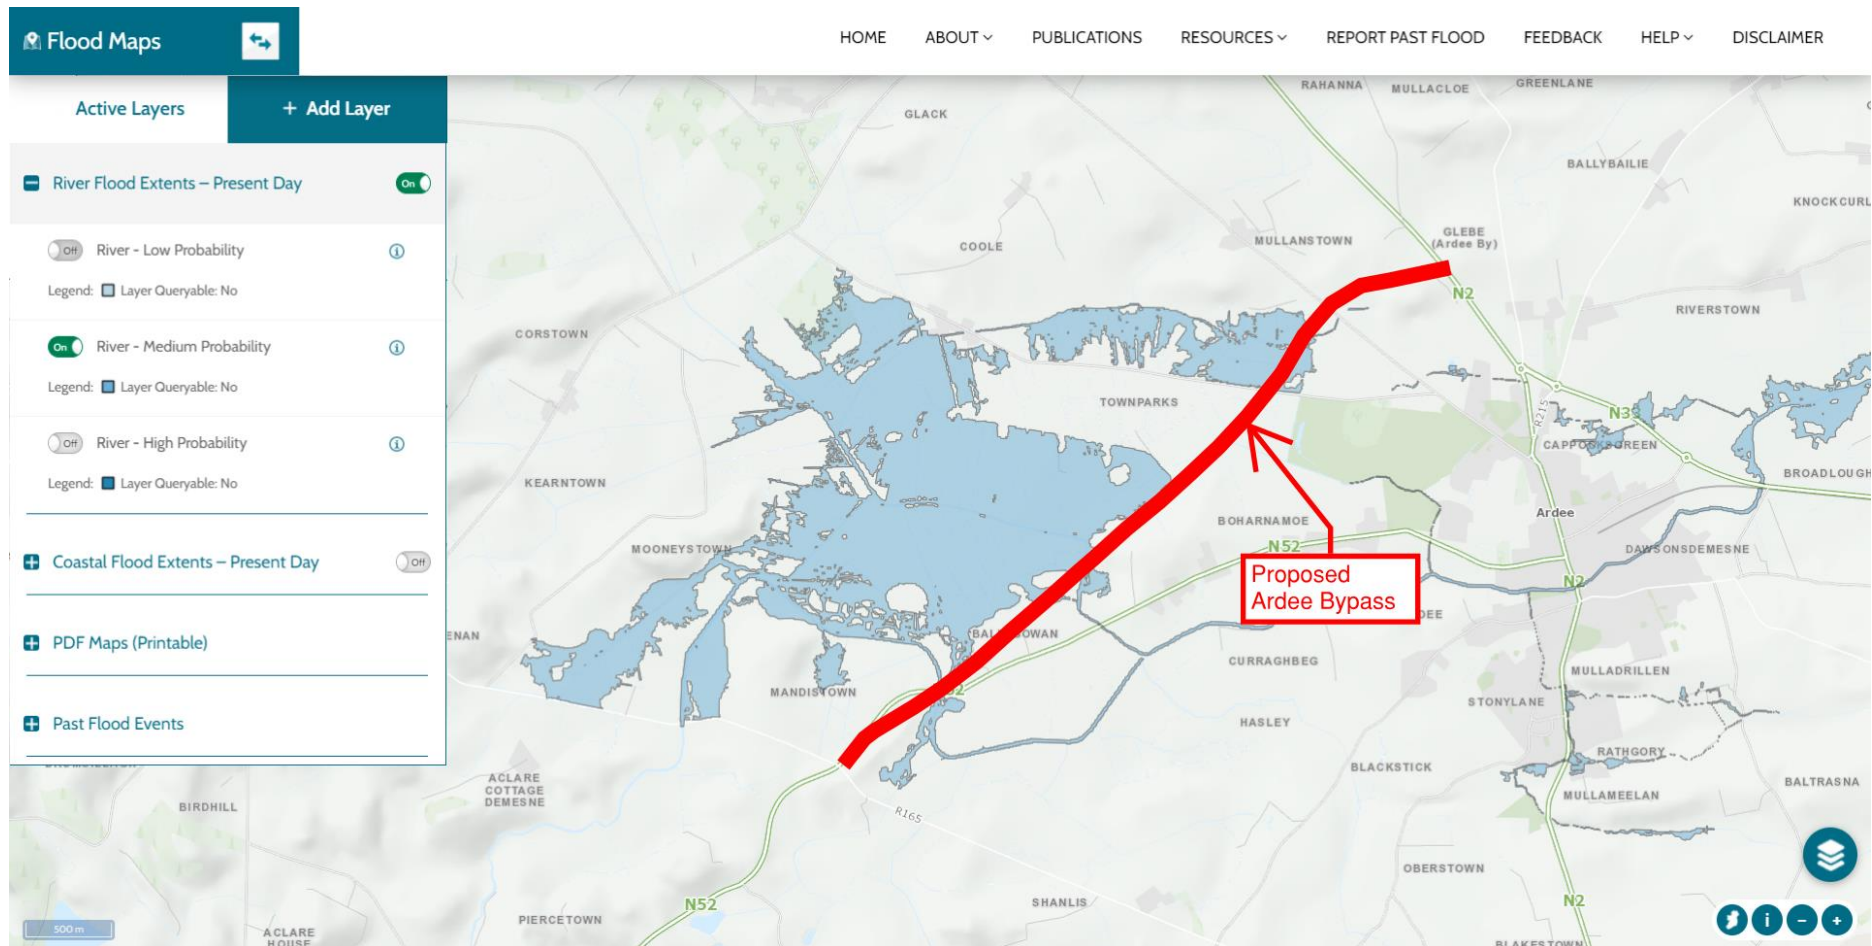 Flood Maps
HOME ABOUT PUBLICATIONS RESOURCES REPORT PAST FLOOD FEEDBACK HELP DISCLAIMER
Active Layers
+ Add Layer
River Flood Extents – Present Day
On
Off
River - Low Probability
Legend: Layer Queryable: No
On
River - Medium Probability
Legend: Layer Queryable: No
Off
River - High Probability
Legend: Layer Queryable: No
Coastal Flood Extents – Present Day
Off
PDF Maps (Printable)
Past Flood Events
RAHANNA
MULLACLOE
GREENLANE
GLACK
BALLYBAILIE
KNOCKCURL
COOLE
MULLANSTOWN
GLEBE
(Ardee By)
N2
RIVERSTOWN
CORSTOWN
TOWNPARKS
R215
N33
CAPPOCKSGREEN
BROADLOUGH
KEARNTOWN
BOHARNAMOE
Ardee
MOONEYSTOWN
N52
DAWSONSDEMESNE
Proposed
Ardee Bypass
N2
DEE
ENAN
CURRAGHBEG
MULLADRILLEN
MANDISTOWN
STONYLANE
HASLEY
RATHGORY
BLACKSTICK
ACLARE
COTTAGE
DEMESNE
BALTRASNA
MULLAMEELAN
BIRDHILL
R165
OBERSTOWN
SHANLIS
N52
N2
PIERCETOWN
500 m
ACLARE
HOUSE
BLAKESTOWN